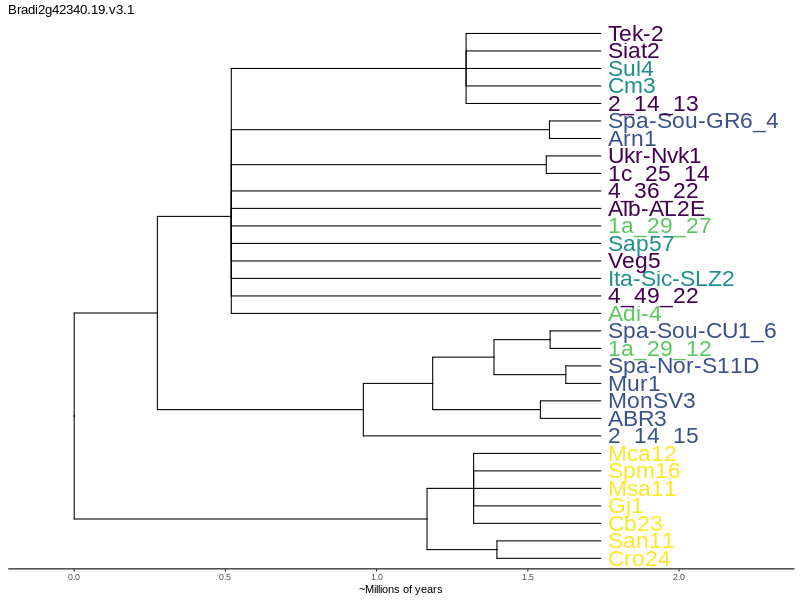 Bradi2g42340.19.v3.1
Tek-2
Siat2
Sul4
Cm3
2_14_13
Spa-Sou-GR6_4
Arn1
Ukr-Nvk1
1c_25_14
4_36_22
Alb-AL2E
1a_29_27
Sap57
Veg5
Ita-Sic-SLZ2
4_49_22
Adi-4
Spa-Sou-CU1_6
1a_29_12
Spa-Nor-S11D
Mur1
MonSV3
ABR3
2_14_15
Mca12
Spm16
Msa11
Gj1
Cb23
San11
Cro24
0.0 0.5 1.0 1.5 2.0
~Millions of years